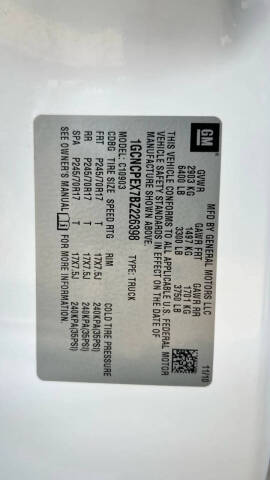 GM
MFD BY GENERAL MOTORS LLC
11/10
GVWR GAWR FRT GAWR RR
2903 KG 1497 KG 1701 KG
6400 LB 3300 LB 3750 LB
THIS VEHICLE CONFORMS TO ALL APPLICABLE U.S. FEDERAL MOTOR
VEHICLE SAFETY STANDARDS IN EFFECT ON THE DATE OF
MANUFACTURE SHOWN ABOVE.
1GCNCPEX7BZ226398 TYPE: TRUCK
MODEL: C10903
CDBG TIRE SIZE SPEED RTG RIM COLD TIRE PRESSURE
FRT P245/70R17 T 17X7.5J 240KPA(35PSI)
RR P245/70R17 T 17X7.5J 240KPA(35PSI)
SPA P245/70R17 T 17X7.5J 240KPA(35PSI)
SEE OWNER'S MANUAL FOR MORE INFORMATION.